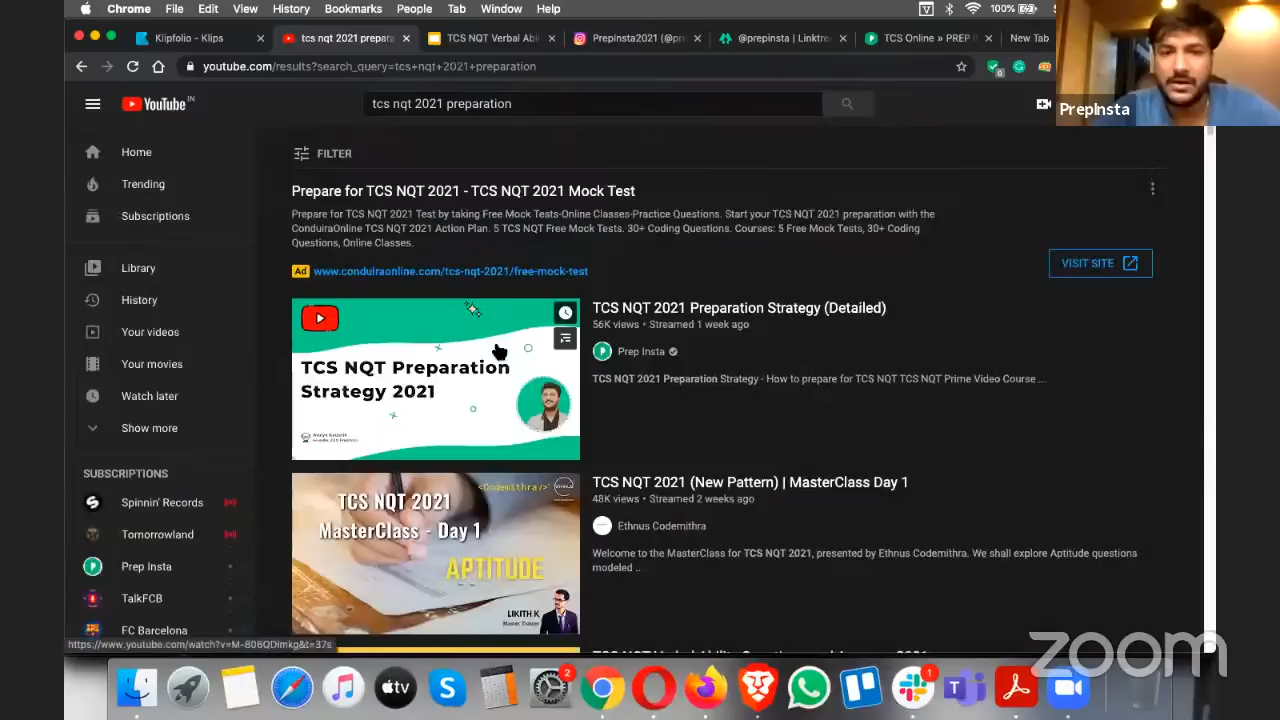 Chrome File Edit View History Bookmarks People Tab Window Help
100%
Klipfolio - Klips
tcs nqt 2021 prepara
TCS NQT Verbal Abi
PrepInsta2021 (@pre
@prepinsta | Linktre
TCS Online » PREP I
New Tab
youtube.com/results?search_query=tcs+nqt+2021+preparation
PrepInsta
YouTube IN
tcs nqt 2021 preparation
Home
Trending
Subscriptions
Library
History
Your videos
Your movies
Watch later
Show more
SUBSCRIPTIONS
Spinnin' Records
Tomorrowland
Prep Insta
TalkFCB
FC Barcelona
FILTER
Prepare for TCS NQT 2021 - TCS NQT 2021 Mock Test
Prepare for TCS NQT 2021 Test by taking Free Mock Tests-Online Classes-Practice Questions. Start your TCS NQT 2021 preparation with the
ConduiraOnline TCS NQT 2021 Action Plan. 5 TCS NQT Free Mock Tests. 30+ Coding Questions. Courses: 5 Free Mock Tests, 30+ Coding
Questions, Online Classes.
Ad www.conduiraonline.com/tcs-nqt-2021/free-mock-test
VISIT SITE
TCS NQT Preparation
Strategy 2021
TCS NQT 2021 Preparation Strategy (Detailed)
56K views • Streamed 1 week ago
Prep Insta
TCS NQT 2021 Preparation Strategy - How to prepare for TCS NQT TCS NQT Prime Video Course ...
<Codemithra/>
TCS NQT 2021
MasterClass - Day 1
APTITUDE
LIKITH K
Master Trainer
TCS NQT 2021 (New Pattern) | MasterClass Day 1
48K views • Streamed 2 weeks ago
Ethnus Codemithra
Welcome to the MasterClass for TCS NQT 2021, presented by Ethnus Codemithra. We shall explore Aptitude questions
modeled ..
https://www.youtube.com/watch?v=M-806QDimkg&t=37s
zoom
tv
2
1